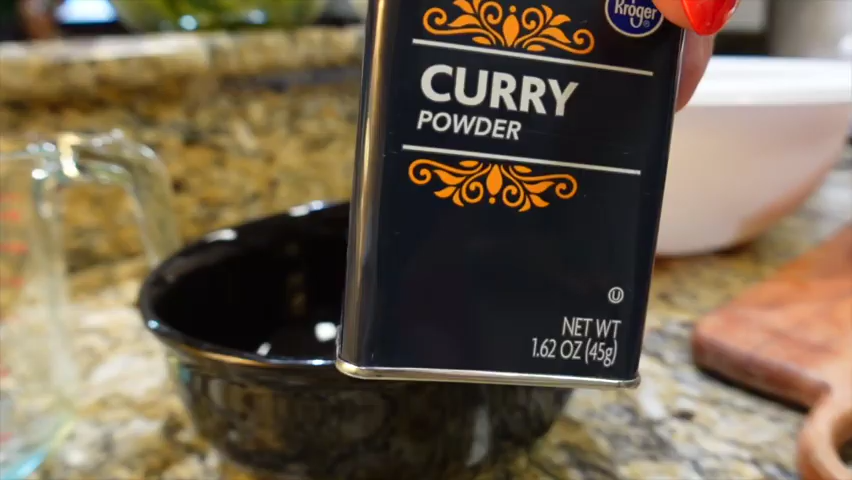 Kroger®
CURRY
POWDER
U
NET WT
1.62 OZ (45g)